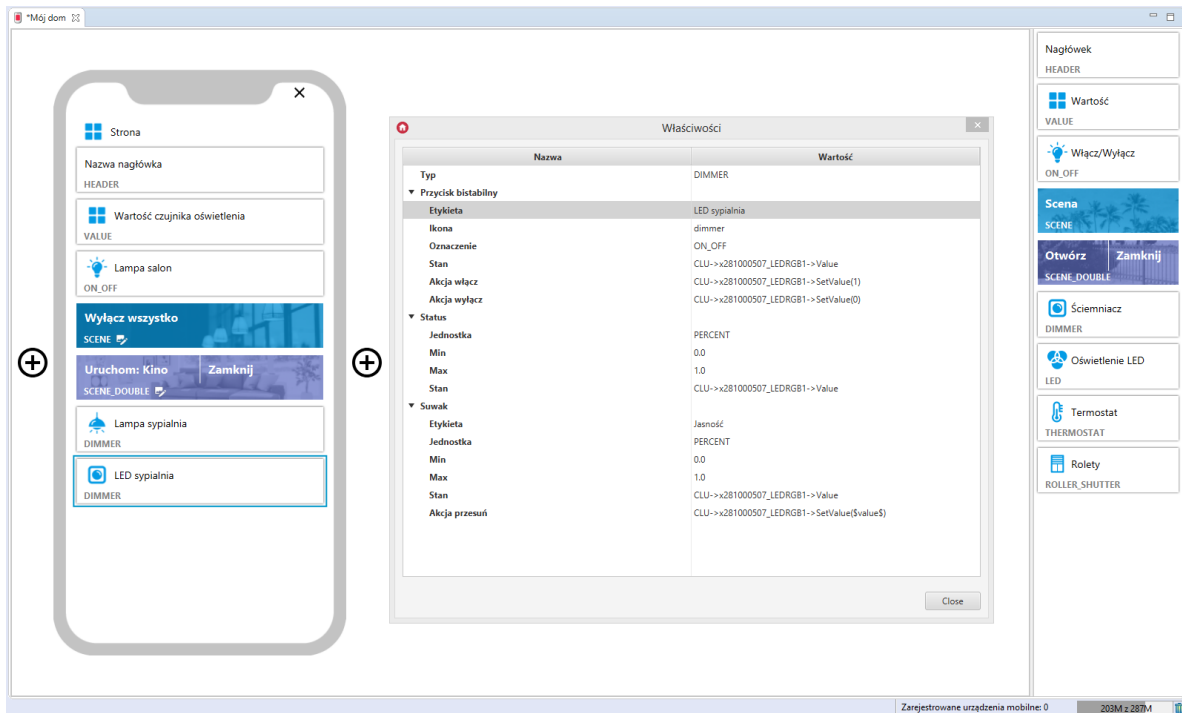 *Mój dom
Strona
Nazwa nagłówka
HEADER
Wartość czujnika oświetlenia
VALUE
Lampa salon
ON_OFF
Wyłącz wszystko
SCENE
Uruchom: Kino Zamknij
SCENE_DOUBLE
Lampa sypialnia
DIMMER
LED sypialnia
DIMMER
Właściwości
Nazwa Wartość
Typ DIMMER
Przycisk bistabilny
Etykieta LED sypialnia
Ikona dimmer
Oznaczenie ON_OFF
Stan CLU->x281000507_LEDRGB1->Value
Akcja włącz CLU->x281000507_LEDRGB1->SetValue(1)
Akcja wyłącz CLU->x281000507_LEDRGB1->SetValue(0)
Status
Jednostka PERCENT
Min 0.0
Max 1.0
Stan CLU->x281000507_LEDRGB1->Value
Suwak
Etykieta Jasność
Jednostka PERCENT
Min 0.0
Max 1.0
Stan CLU->x281000507_LEDRGB1->Value
Akcja przesuń CLU->x281000507_LEDRGB1->SetValue($value$)
Close
Nagłówek
HEADER
Wartość
VALUE
Włącz/Wyłącz
ON_OFF
Scena
SCENE
Otwórz Zamknij
SCENE_DOUBLE
Ściemniacz
DIMMER
Oświetlenie LED
LED
Termostat
THERMOSTAT
Rolety
ROLLER_SHUTTER
Zarejestrowane urządzenia mobilne: 0 203M z 287M